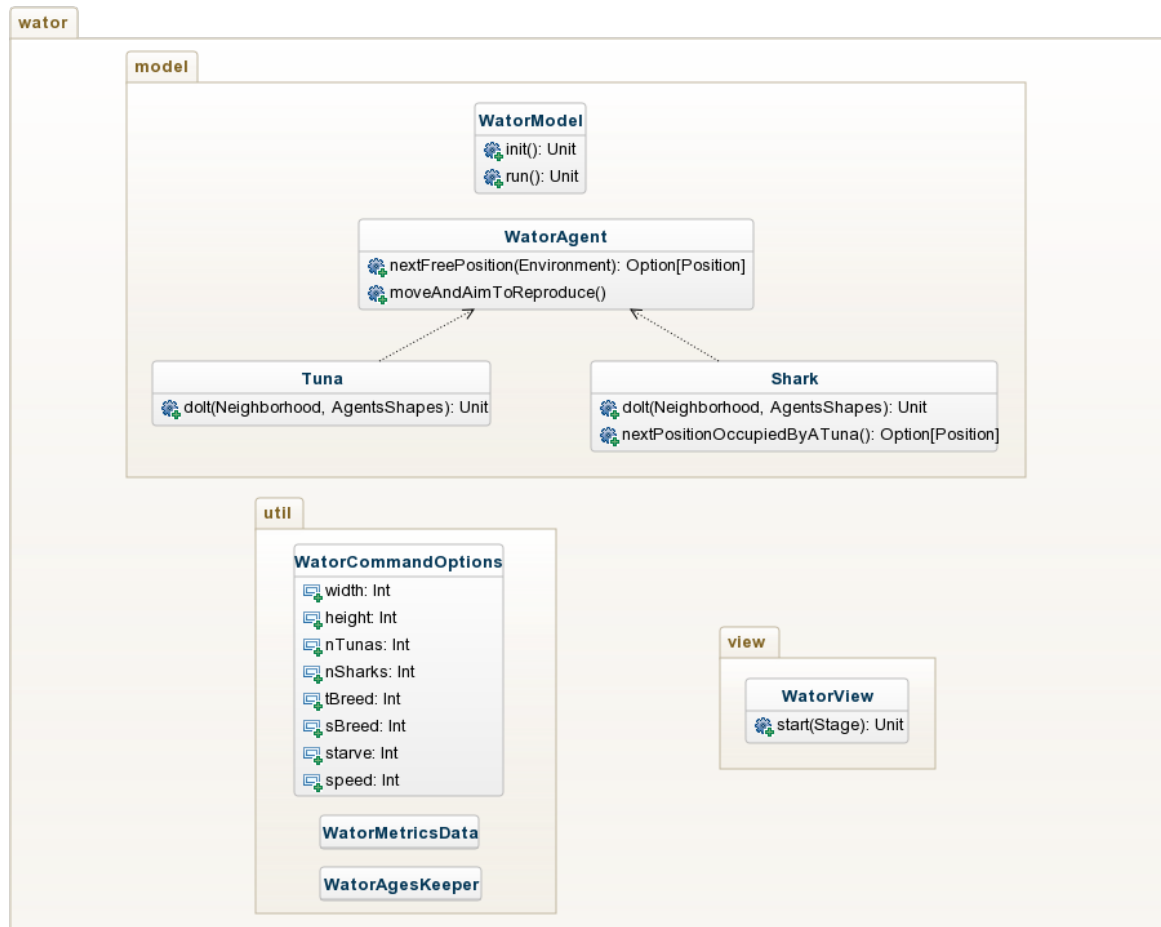 wator
model
WatorModel
init(): Unit
run(): Unit
WatorAgent
nextFreePosition(Environment): Option[Position]
moveAndAimToReproduce()
Tuna
doIt(Neighborhood, AgentsShapes): Unit
Shark
doIt(Neighborhood, AgentsShapes): Unit
nextPositionOccupiedByATuna(): Option[Position]
util
WatorCommandOptions
width: Int
height: Int
nTunas: Int
nSharks: Int
tBreed: Int
sBreed: Int
starve: Int
speed: Int
WatorMetricsData
WatorAgesKeeper
view
WatorView
start(Stage): Unit